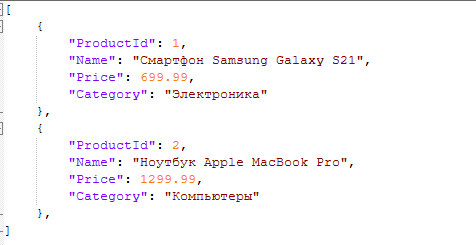 [
{
"ProductId": 1,
"Name": "Смартфон Samsung Galaxy S21",
"Price": 699.99,
"Category": "Электроника"
},
{
"ProductId": 2,
"Name": "Ноутбук Apple MacBook Pro",
"Price": 1299.99,
"Category": "Компьютеры"
},
]